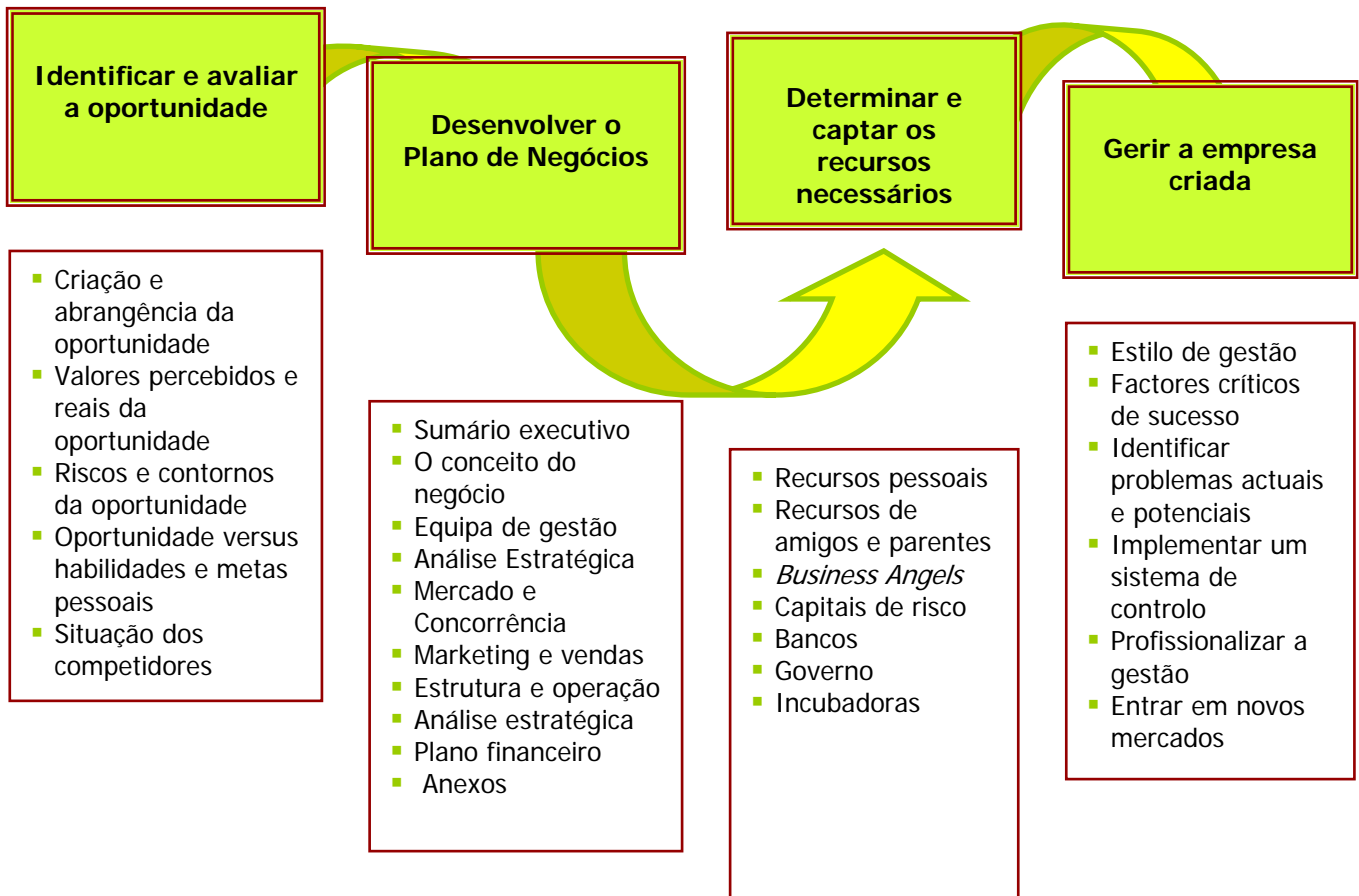 Identificar e avaliar
a oportunidade
▪ Criação e
abrangência da
oportunidade
▪ Valores percebidos e
reais da
oportunidade
▪ Riscos e contornos
da oportunidade
▪ Oportunidade versus
habilidades e metas
pessoais
▪ Situação dos
competidores
Desenvolver o
Plano de Negócios
▪ Sumário executivo
▪ O conceito do
negócio
▪ Equipa de gestão
▪ Análise Estratégica
▪ Mercado e
Concorrência
▪ Marketing e vendas
▪ Estrutura e operação
▪ Análise estratégica
▪ Plano financeiro
▪ Anexos
Determinar e
captar os
recursos
necessários
▪ Recursos pessoais
▪ Recursos de
amigos e parentes
▪ Business Angels
▪ Capitais de risco
▪ Bancos
▪ Governo
▪ Incubadoras
Gerir a empresa
criada
▪ Estilo de gestão
▪ Factores críticos
de sucesso
▪ Identificar
problemas actuais
e potenciais
▪ Implementar um
sistema de
controlo
▪ Profissionalizar a
gestão
▪ Entrar em novos
mercados